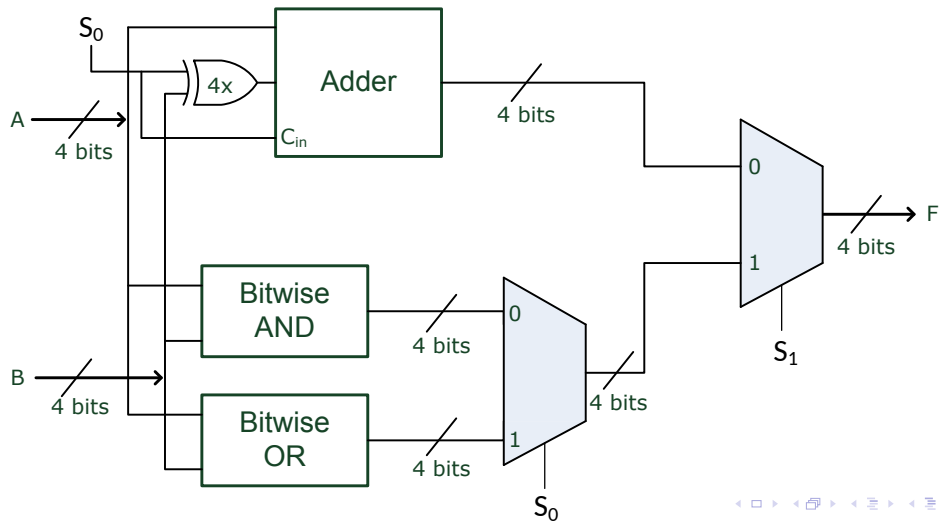 S0
4x
Adder
A
4 bits
Cin
4 bits
0
F
4 bits
1
Bitwise
AND
0
4 bits
S1
B
4 bits
4 bits
Bitwise
OR
1
4 bits
S0